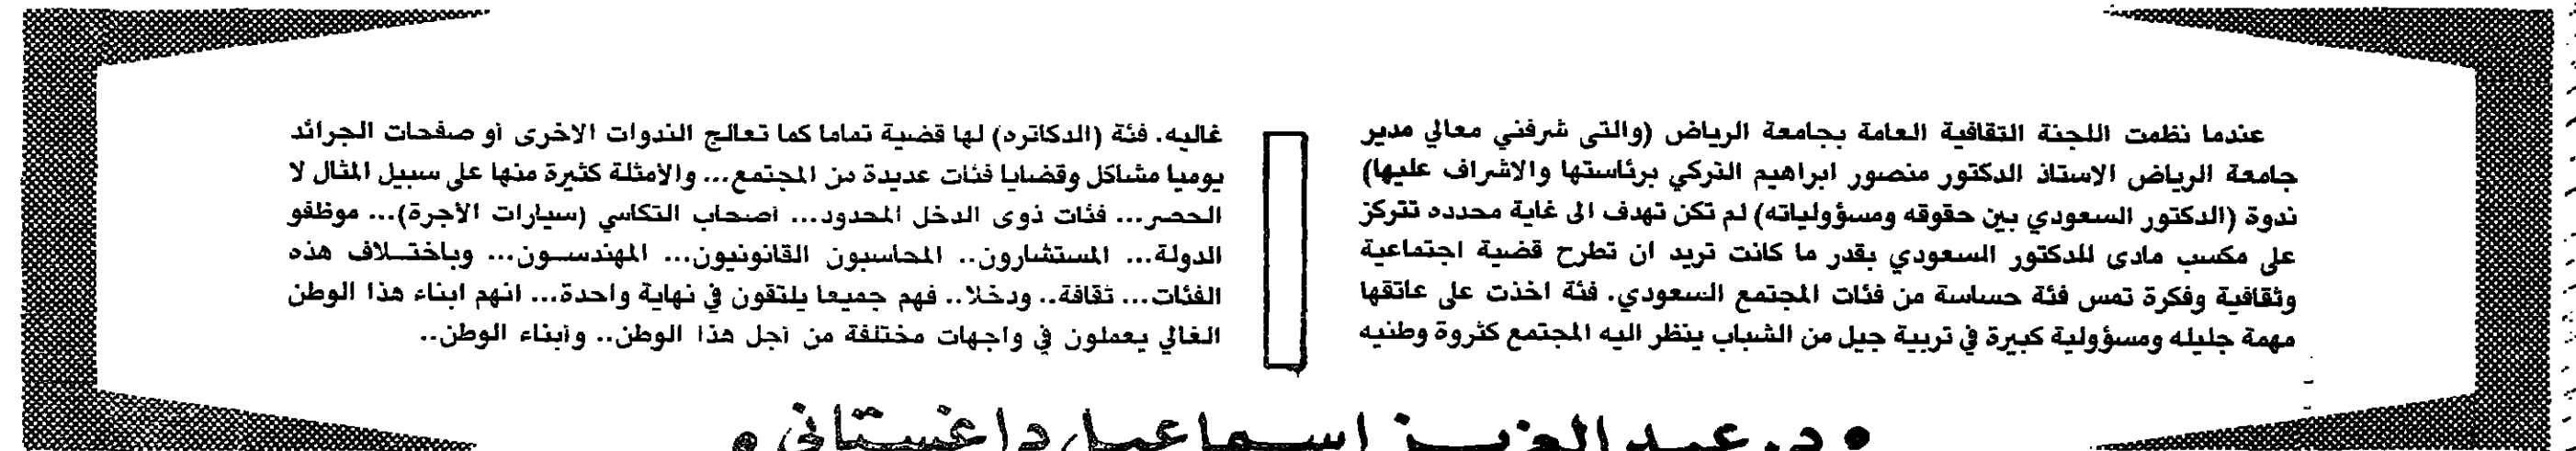 عندما نظمت اللجنة الثقافية العامة بجامعة الرياض (والتى شرفني معالي مدير
جامعة الرياض الاستاذ الدكتور منصور ابراهيم التركي برئاستها والاشراف عليها)
ندوة (الدكتور السعودي بين حقوقه ومسؤولياته) لم تكن تهدف الى غاية محدده تتركز
على مكسب مادى للدكتور السعودي بقدر ما كانت تريد ان تطرح قضية اجتماعية
وثقافية وفكرة تمس فئة حساسة من فئات المجتمع السعودي. فئة اخذت على عاتقها
مهمة جليله ومسؤولية كبيرة في تربية جيل من الشباب ينظر اليه المجتمع كثروة وطنيه
غاليه. فئة (الدكاتره) لها قضية تماما كما تعالج الندوات الاخرى أو صفحات الجرائد
يوميا مشاكل وقضايا فئات عديدة من المجتمع... والأمثلة كثيرة منها على سبيل المثال لا
الحصر... فئات ذوى الدخل المحدود... أصحاب التكاسي (سيارات الأجرة)... موظفو
الدولة... المستشارون.. المحاسبون القانونيون... المهندسون... وباختلاف هذه
الفئات... ثقافة.. ودخلا.. فهم جميعا يلتقون في نهاية واحدة... انهم ابناء هذا الوطن
الغالي يعملون في واجهات مختلفة من أجل هذا الوطن.. وأبناء الوطن..
• د. عبد العزيز اسماعيل داغستاني •